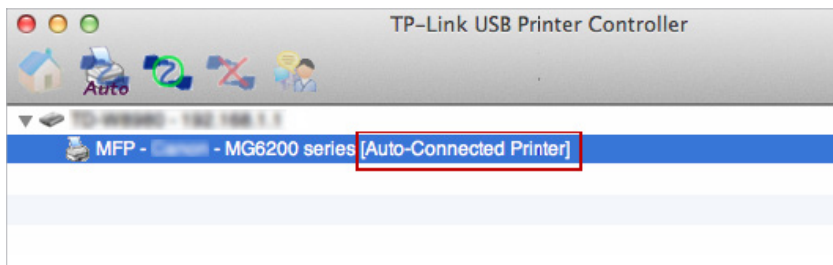 TP-Link USB Printer Controller
Auto
MFP - - MG6200 series [Auto-Connected Printer]